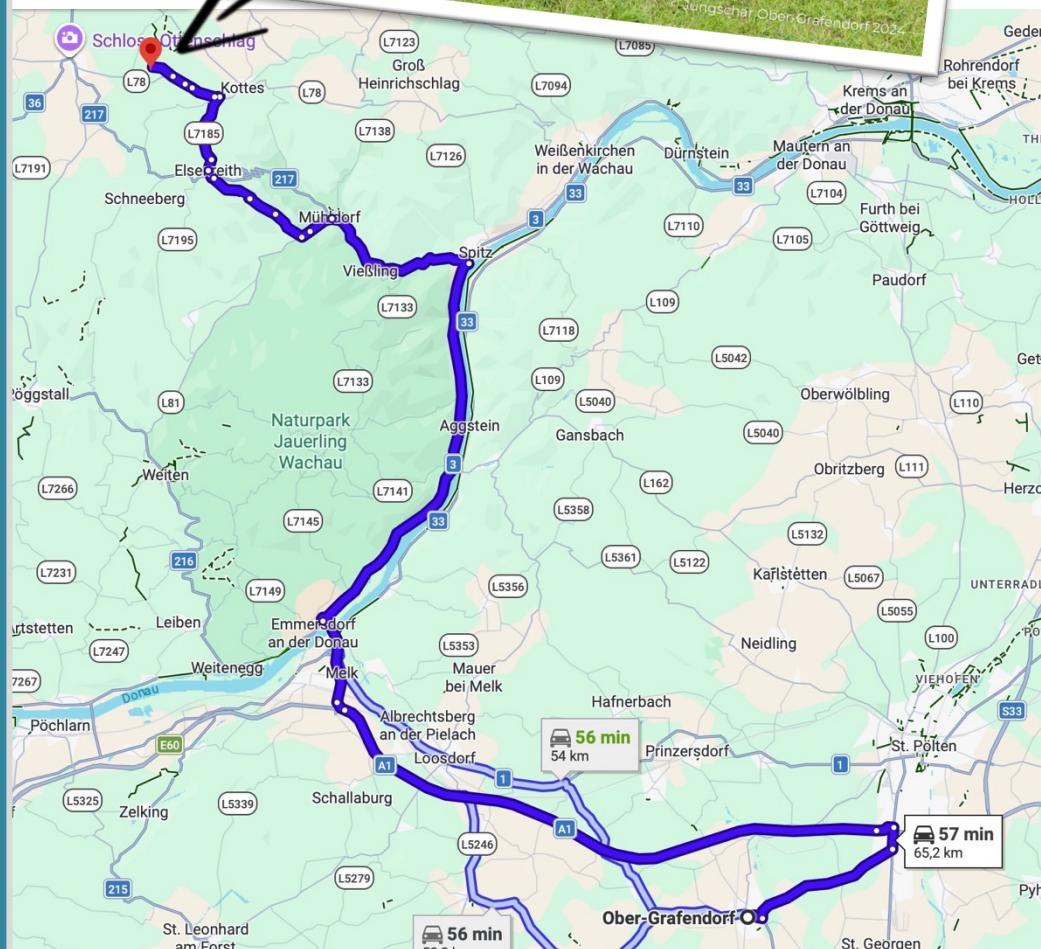 Jungschar Ober-Grafendorf 2024
Schloss Ottenschlag
L7123
L7085
Groß
Heinrichschlag
Rohrendorf
bei Krems
L78
Kottes
L78
L7094
Krems an
der Donau
36
217
L7185
L7138
L7191
L7126
Weißenkirchen
in der Wachau
Dürnstein
Mautern an
der Donau
Elsenreith
217
33
33
L7104
Schneeberg
Mühldorf
3
Furth bei
Göttweig
L7195
L7110
L7105
Spitz
Vießling
Paudorf
L7133
L109
33
L7118
L7133
L5042
L109
L81
L5040
Oberwölbling
L110
Naturpark
Jauerling
Wachau
Aggstein
Gansbach
L5040
3
Obritzberg
L111
Weiten
L7266
L7141
L162
33
L5358
L7145
L5132
216
L5361
L5122
L7231
Karlstetten
L5067
L7149
L5356
L5055
Leiben
Emmersdorf
an der Donau
L5353
L100
Neidling
L7247
Weitenegg
Melk
Mauer
bei Melk
VIEHOFEN
Donau
Hafnerbach
S33
Pöchlarn
Albrechtsberg
an der Pielach
E60
56 min
54 km
Prinzersdorf
St. Pölten
A1
Loosdorf
1
1
L5325
L5339
Schallaburg
Zelking
A1
57 min
65,2 km
L5246
L5279
215
Ober-Grafendorf
St. Leonhard
am Forst
56 min
St. Georgen